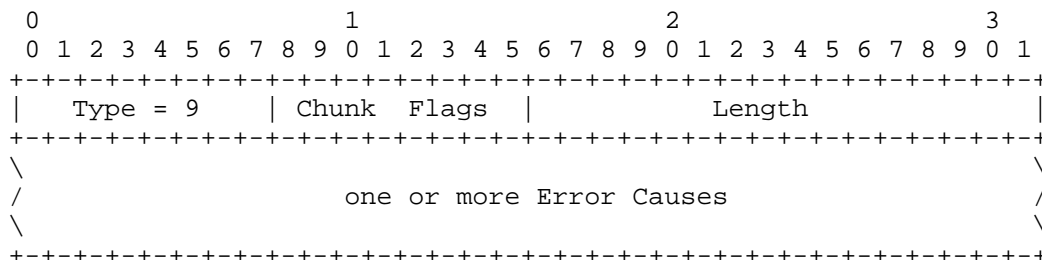 0                   1                   2                   3
 0 1 2 3 4 5 6 7 8 9 0 1 2 3 4 5 6 7 8 9 0 1 2 3 4 5 6 7 8 9 0 1
+-+-+-+-+-+-+-+-+-+-+-+-+-+-+-+-+-+-+-+-+-+-+-+-+-+-+-+-+-+-+-+-+
|   Type = 9    | Chunk  Flags  |           Length              |
+-+-+-+-+-+-+-+-+-+-+-+-+-+-+-+-+-+-+-+-+-+-+-+-+-+-+-+-+-+-+-+-+
\                                                               \
/                    one or more Error Causes                   /
\                                                               \
+-+-+-+-+-+-+-+-+-+-+-+-+-+-+-+-+-+-+-+-+-+-+-+-+-+-+-+-+-+-+-+-+